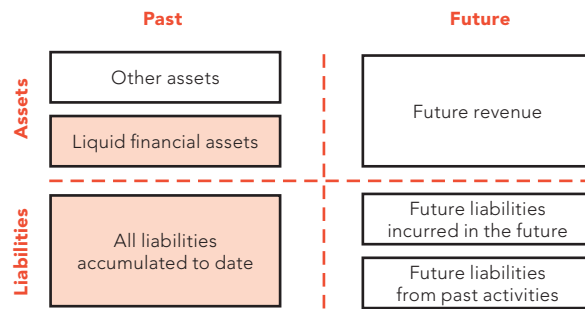 Past
Future
Assets
Other assets
Liquid financial assets
Future revenue
Liabilities
All liabilities
accumulated to date
Future liabilities
incurred in the future
Future liabilities
from past activities